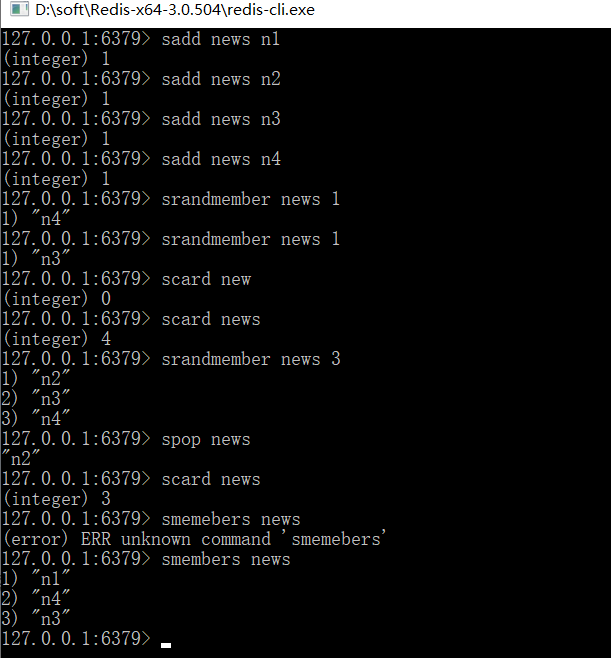 D:\soft\Redis-x64-3.0.504\redis-cli.exe
127.0.0.1:6379> sadd news n1
(integer) 1
127.0.0.1:6379> sadd news n2
(integer) 1
127.0.0.1:6379> sadd news n3
(integer) 1
127.0.0.1:6379> sadd news n4
(integer) 1
127.0.0.1:6379> srandmember news 1
1) "n4"
127.0.0.1:6379> srandmember news 1
1) "n3"
127.0.0.1:6379> scard new
(integer) 0
127.0.0.1:6379> scard news
(integer) 4
127.0.0.1:6379> srandmember news 3
1) "n2"
2) "n3"
3) "n4"
127.0.0.1:6379> spop news
"n2"
127.0.0.1:6379> scard news
(integer) 3
127.0.0.1:6379> smemebers news
(error) ERR unknown command 'smemebers'
127.0.0.1:6379> smembers news
1) "n1"
2) "n4"
3) "n3"
127.0.0.1:6379>